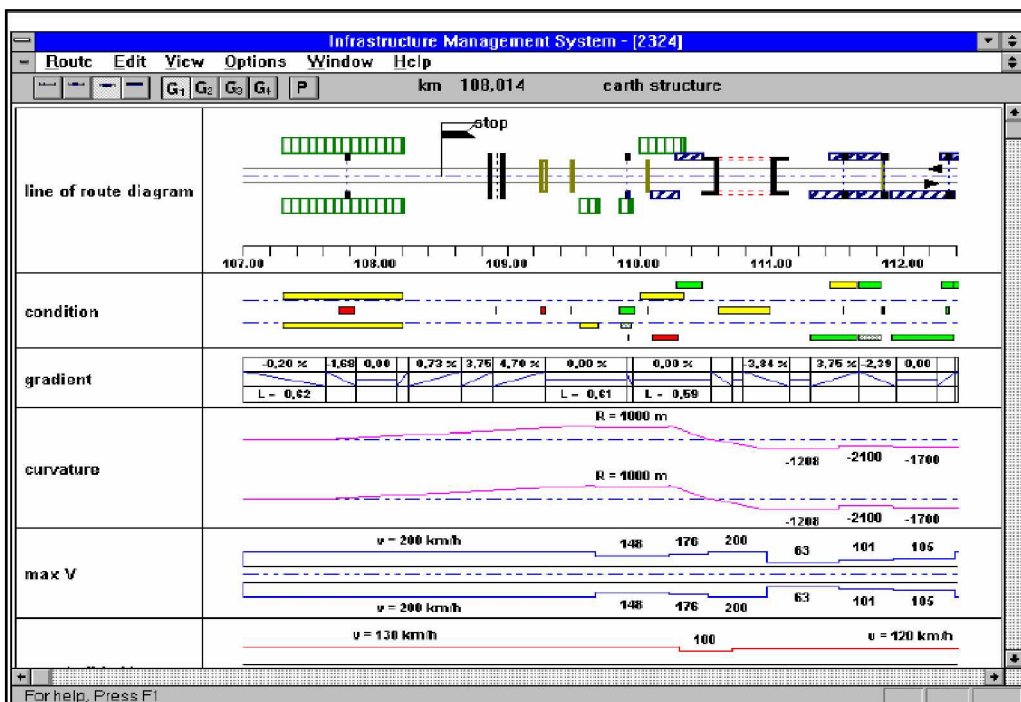 Infrastructure Management System - [2324]
Route Edit View Options Window Help
G1 G2 G3 G4 P km 108,014 earth structure
stop
line of route diagram
107.00 108.00 109.00 110.00 111.00 112.00
condition
-0,20 % -1,68 0,00 0,73 % 3,75 4,70 % 0,00 % 0,00 % -3,84 % 3,75 % -2,39 0,00
gradient
L - 0,62 L - 0,61 L - 0,59
R = 1000 m
curvature
-1208 -2100 -1700
R = 1000 m
-1208 -2100 -1700
v = 200 km/h 148 176 200 63 101 105
max V
v = 200 km/h 148 176 200 63 101 105
v = 130 km/h 100 v = 120 km/h
For help, Press F1